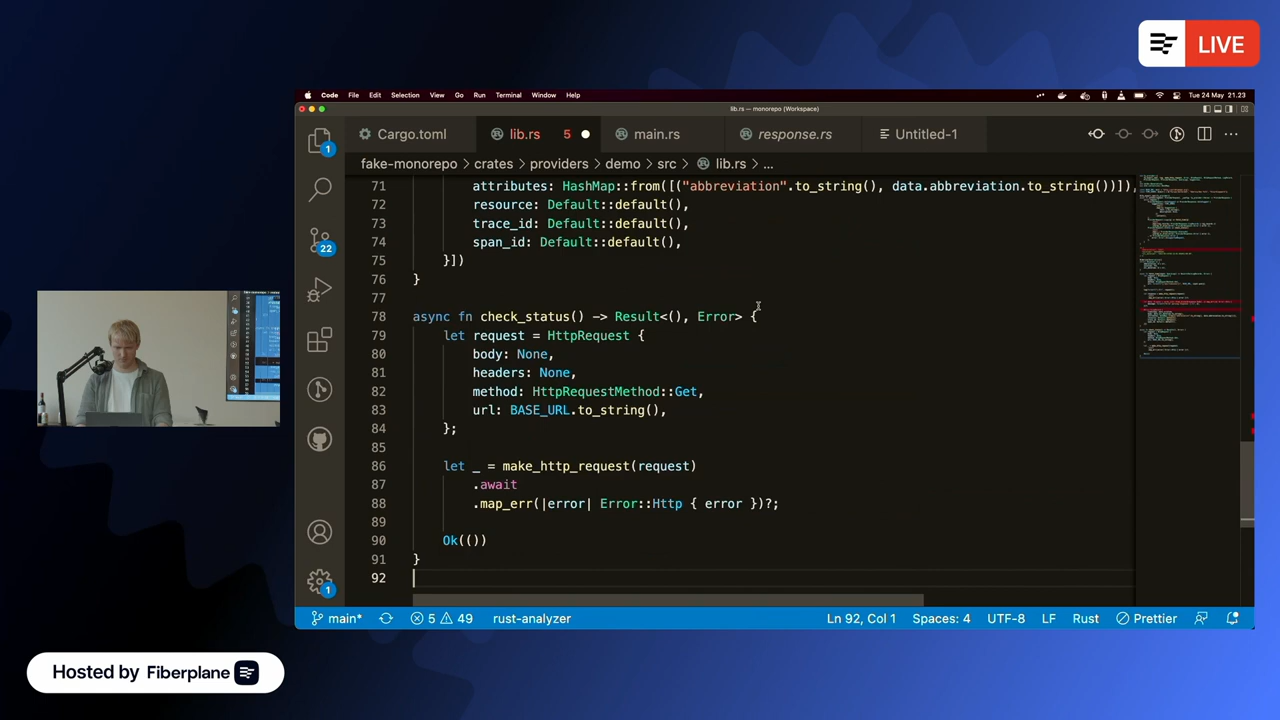 LIVE
Code File Edit Selection View Go Run Terminal Window Help
Tue 24 May 21.23
lib.rs — monorepo (Workspace)
1
Cargo.toml
lib.rs 5
main.rs
response.rs
Untitled-1
fake-monorepo > crates > providers > demo > src > lib.rs > ...
71 attributes: HashMap::from([("abbreviation".to_string(), data.abbreviation.to_string())]),
72 resource: Default::default(),
73 trace_id: Default::default(),
74 span_id: Default::default(),
75 }])
76 }
77
78 async fn check_status() -> Result<(), Error> {
79 let request = HttpRequest {
80 body: None,
81 headers: None,
82 method: HttpRequestMethod::Get,
83 url: BASE_URL.to_string(),
84 };
85
86 let _ = make_http_request(request)
87 .await
88 .map_err(|error| Error::Http { error })?;
89
90 Ok(())
91 }
92
22
1
main* 5 49 rust-analyzer
Ln 92, Col 1 Spaces: 4 UTF-8 LF Rust Prettier
Hosted by Fiberplane